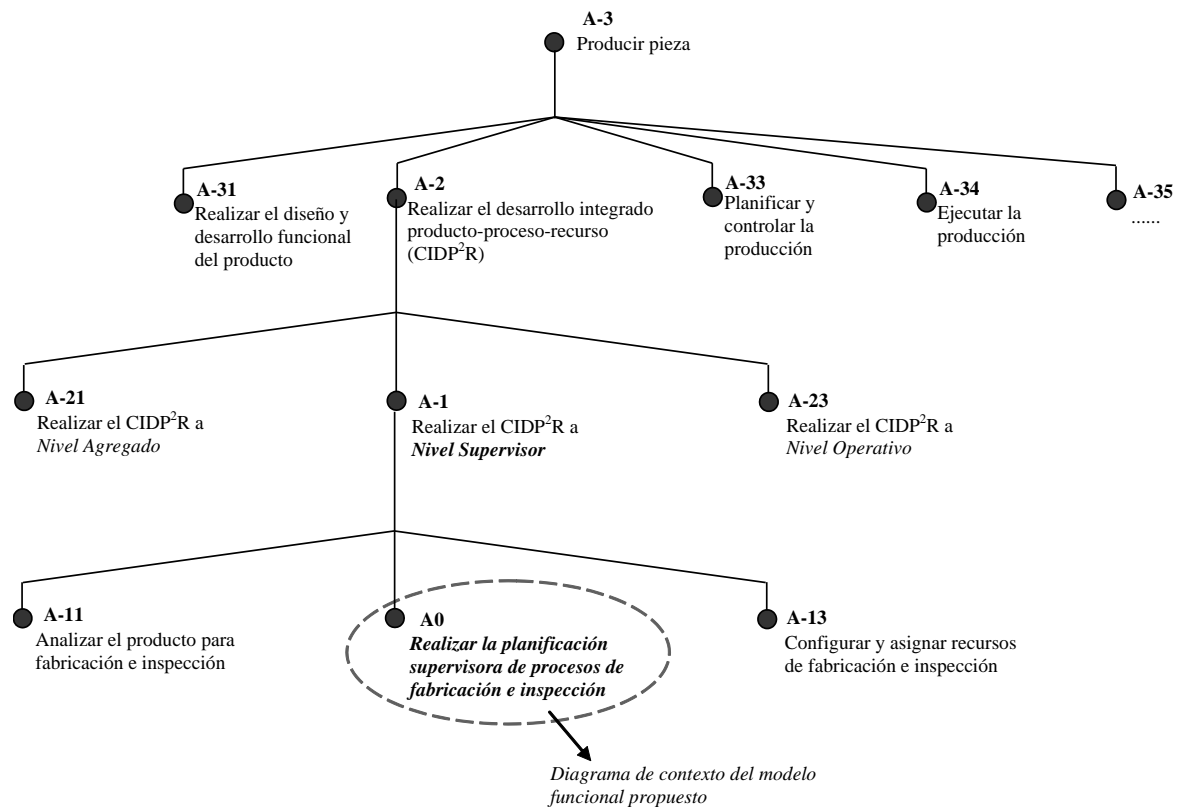 A-3
Producir pieza
A-31
Realizar el diseño y
desarrollo funcional
del producto
A-2
Realizar el desarrollo integrado
producto-proceso-recurso
(CIDP²R)
A-33
Planificar y
controlar la
producción
A-34
Ejecutar la
producción
A-35
......
A-21
Realizar el CIDP²R a
Nivel Agregado
A-1
Realizar el CIDP²R a
Nivel Supervisor
A-23
Realizar el CIDP²R a
Nivel Operativo
A-11
Analizar el producto para
fabricación e inspección
A0
Realizar la planificación
supervisora de procesos de
fabricación e inspección
A-13
Configurar y asignar recursos
de fabricación e inspección
Diagrama de contexto del modelo
funcional propuesto